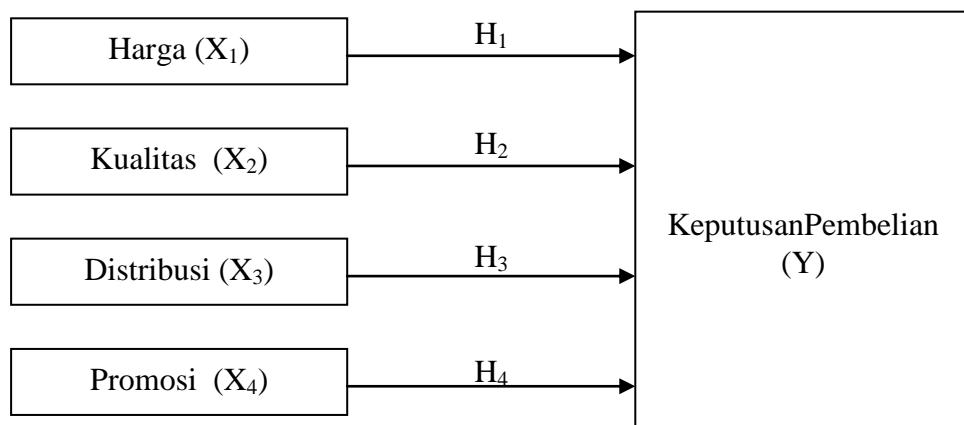 Harga (X₁)
H₁
Kualitas (X₂)
H₂
Distribusi (X₃)
H₃
Promosi (X₄)
H₄
KeputusanPembelian
(Y)